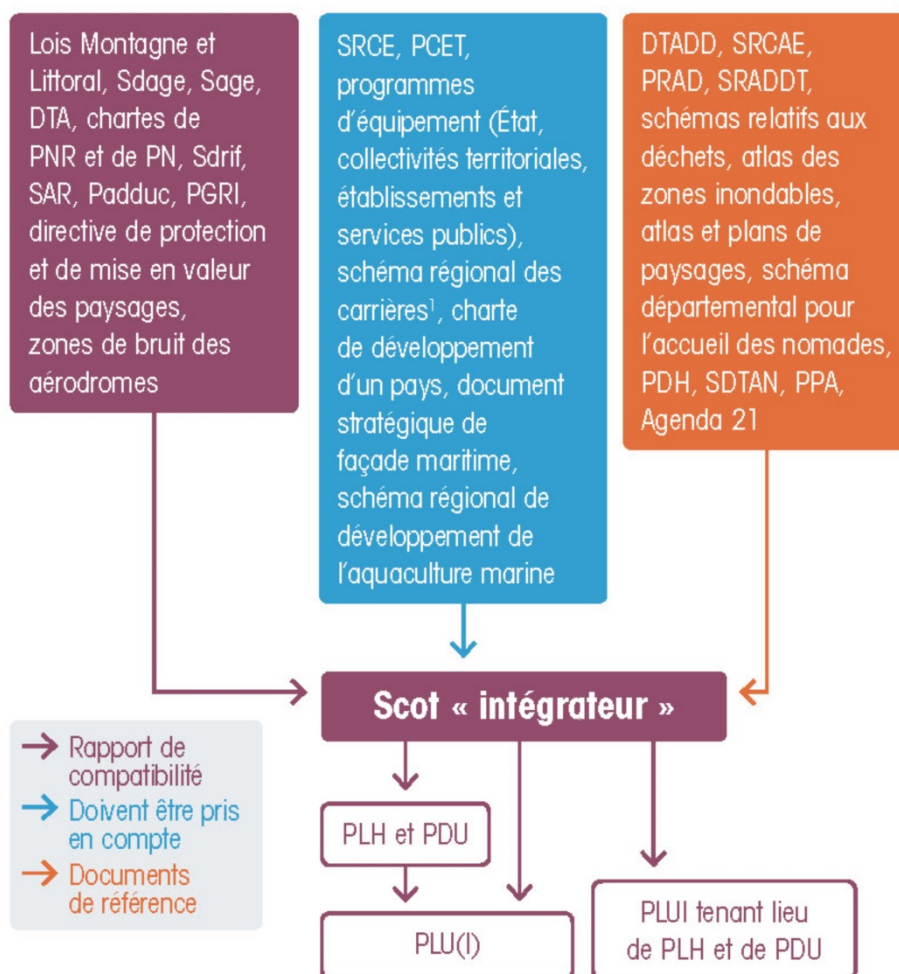 Lois Montagne et
Littoral, Sdage, Sage,
DTA, chartes de
PNR et de PN, Sdrif,
SAR, Padduc, PGRI,
directive de protection
et de mise en valeur
des paysages,
zones de bruit des
aérodromes
SRCE, PCET,
programmes
d’équipement (État,
collectivités territoriales,
établissements et
services publics),
schéma régional des
carrières¹, charte
de développement
d’un pays, document
stratégique de
façade maritime,
schéma régional de
développement de
l’aquaculture marine
DTADD, SRCAE,
PRAD, SRADDT,
schémas relatifs aux
déchets, atlas des
zones inondables,
atlas et plans de
paysages, schéma
départemental pour
l’accueil des nomades,
PDH, SDTAN, PPA,
Agenda 21
Scot « intégrateur »
Rapport de
compatibilité
Doivent être pris
en compte
Documents
de référence
PLH et PDU
PLU(I)
PLUI tenant lieu
de PLH et de PDU